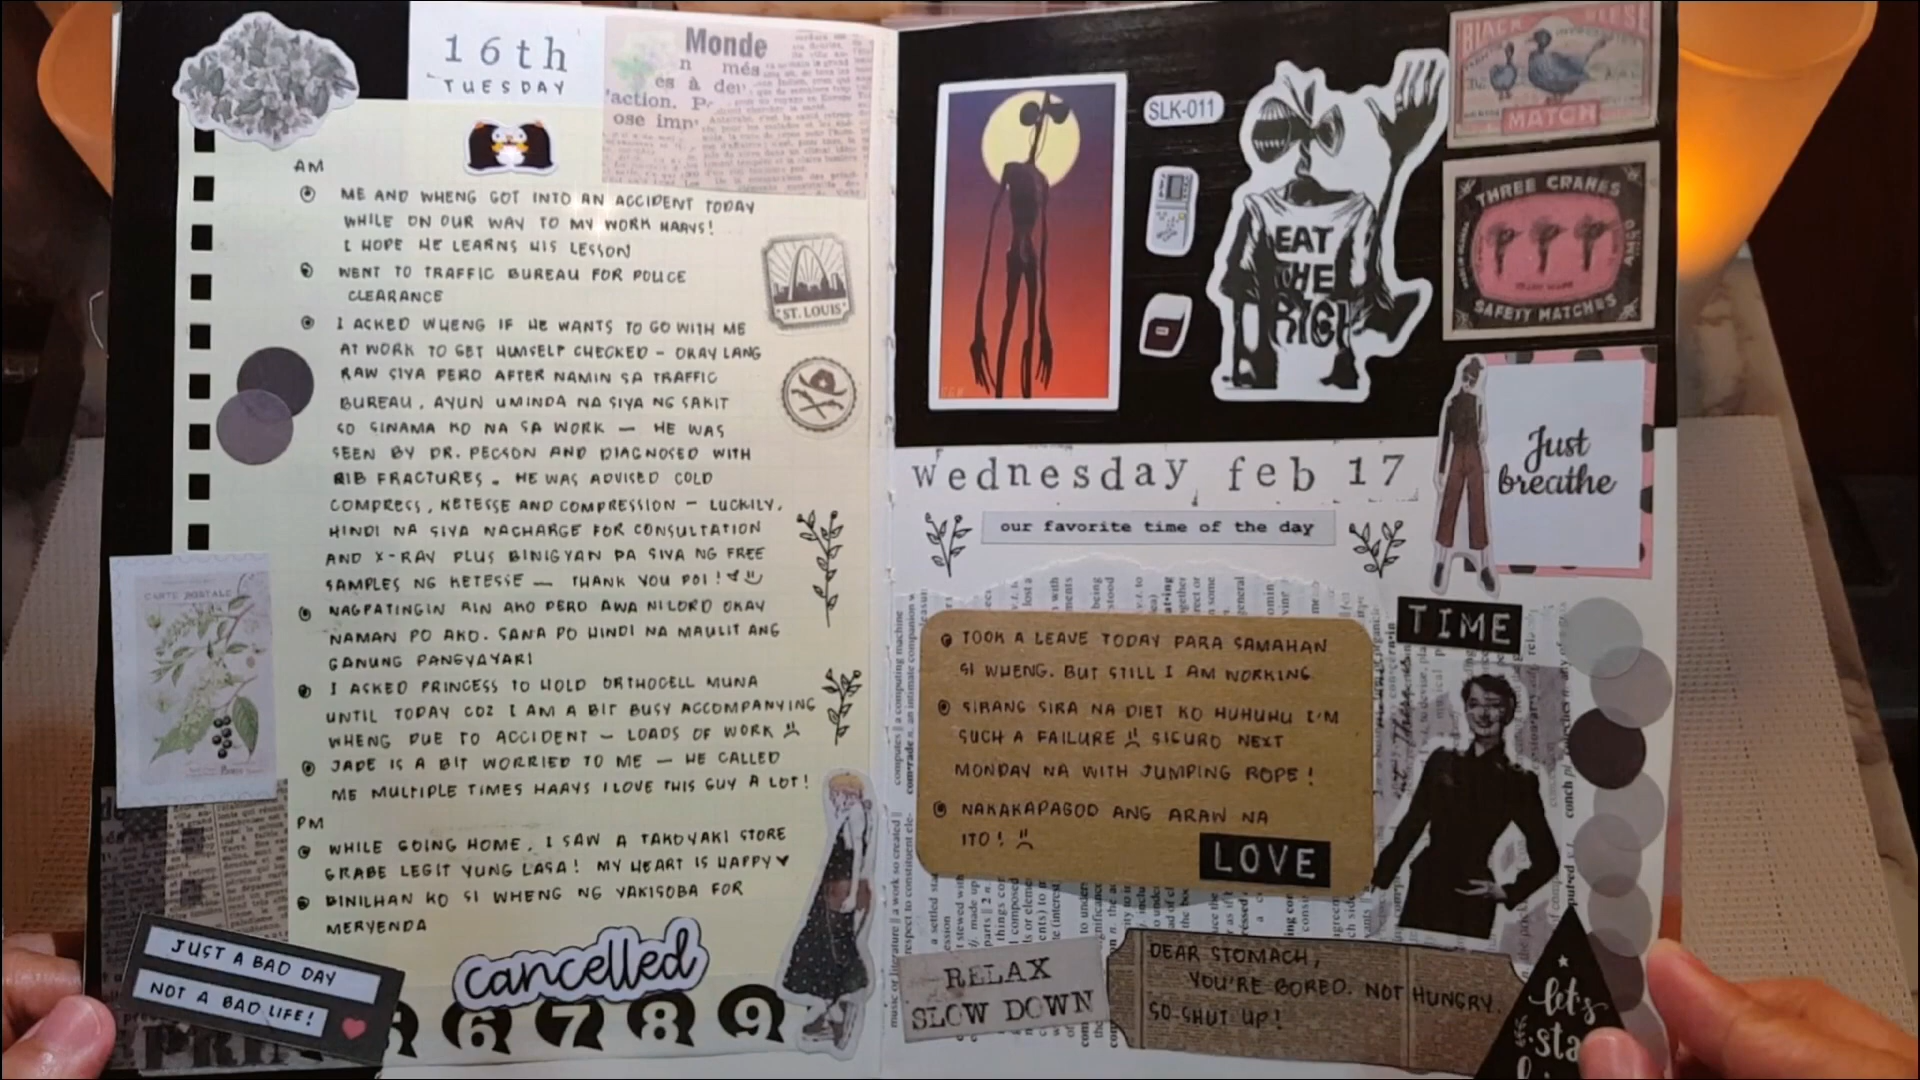 16th
TUESDAY
Monde
n més
es à der
'action. P
ose imp
AM
ME AND WHENG GOT INTO AN ACCIDENT TODAY
WHILE ON OUR WAY TO MY WORK HAAYS!
I HOPE HE LEARNS HIS LESSON
WENT TO TRAFFIC BUREAU FOR POLICE
CLEARANCE
I ASKED WHENG IF HE WANTS TO GO WITH ME
AT WORK TO GET HIMSELF CHECKED - OKAY LANG
RAW SIYA PERO AFTER NAMIN SA TRAFFIC
BUREAU, AYUN UMINDA NA SIYA NG SAKIT
SO SINAMA KO NA SA WORK — HE WAS
SEEN BY DR. PECSON AND DIAGNOSED WITH
RIB FRACTURES. HE WAS ADVISED COLD
COMPRESS, KETESSE AND COMPRESSION - LUCKILY,
HINDI NA SIYA NACHARGE FOR CONSULTATION
AND X-RAY PLUS BINIGYAN PA SIYA NG FREE
SAMPLES NG KETESSE — THANK YOU POI!
NAGPATINGIN RIN AKO PERO AWA NI LORD OKAY
NAMAN PO AKO. SANA PO HINDI NA MAULIT ANG
GANUNG PANGYAYARI
I ASKED PRINCESS TO HOLD ORTHOCELL MUNA
UNTIL TODAY COZ I AM A BIT BUSY ACCOMPANYING
WHENG DUE TO ACCIDENT - LOADS OF WORK
JADE IS A BIT WORRIED TO ME — HE CALLED
ME MULTIPLE TIMES HAAYS I LOVE THIS GUY A LOT!
PM
WHILE GOING HOME, I SAW A TAKOYAKI STORE
GRABE LEGIT YUNG LASA! MY HEART IS HAPPY♥
BINILHAN KO SI WHENG NG YAKISOBA FOR
MERYENDA
ST. LOUIS
CARTE POSTALE
JUST A BAD DAY
NOT A BAD LIFE!
cancelled
6 7 8 9
SLK-011
EAT
THE
RICH
BLACK GEESE
MATCH
THREE CRANES
SAFETY MATCHES
Just
breathe
wednesday feb 17
our favorite time of the day
TIME
TOOK A LEAVE TODAY PARA SAMAHAN
SI WHENG. BUT STILL I AM WORKING
SIRANG SIRA NA DIET KO HUHUHU I'M
SUCH A FAILURE SIGURO NEXT
MONDAY NA WITH JUMPING ROPE!
NAKAKAPAGOD ANG ARAW NA
ITO!
LOVE
RELAX
SLOW DOWN
DEAR STOMACH,
YOU'RE BORED. NOT HUNGRY.
SO SHUT UP!
let's
sta